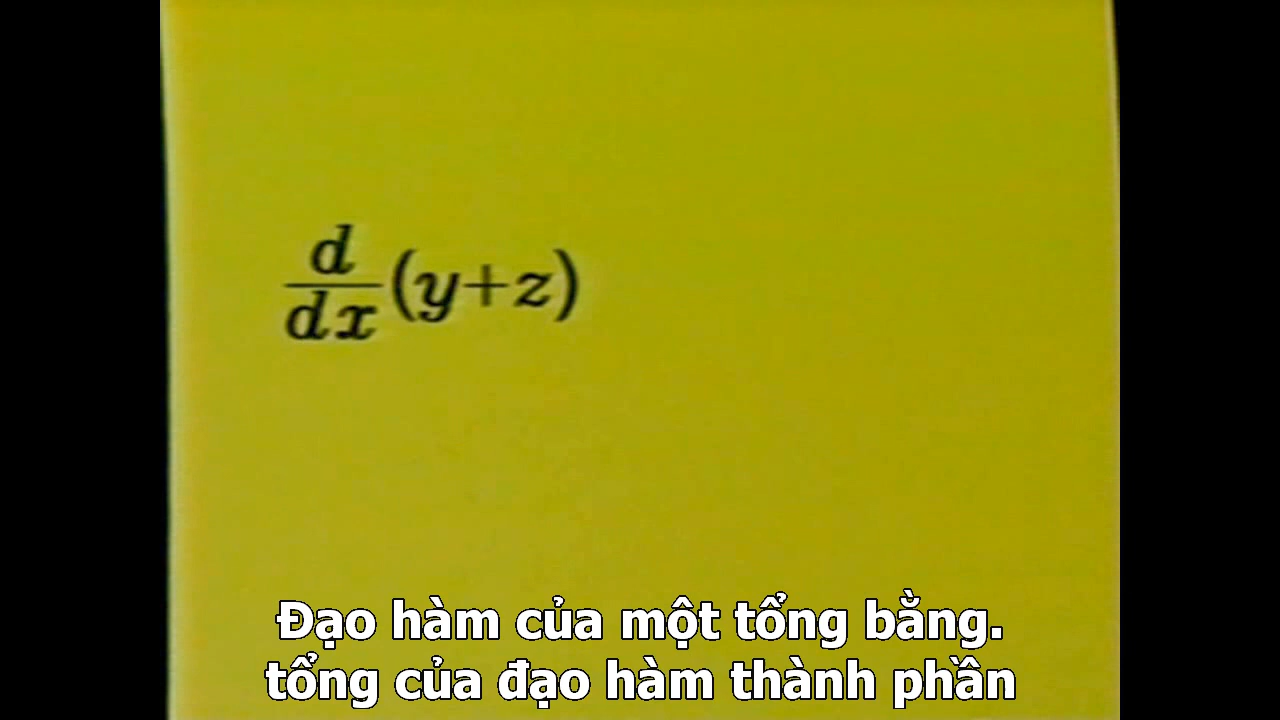 d/dx (y+z)
Đạo hàm của một tổng bằng.
tổng của đạo hàm thành phần